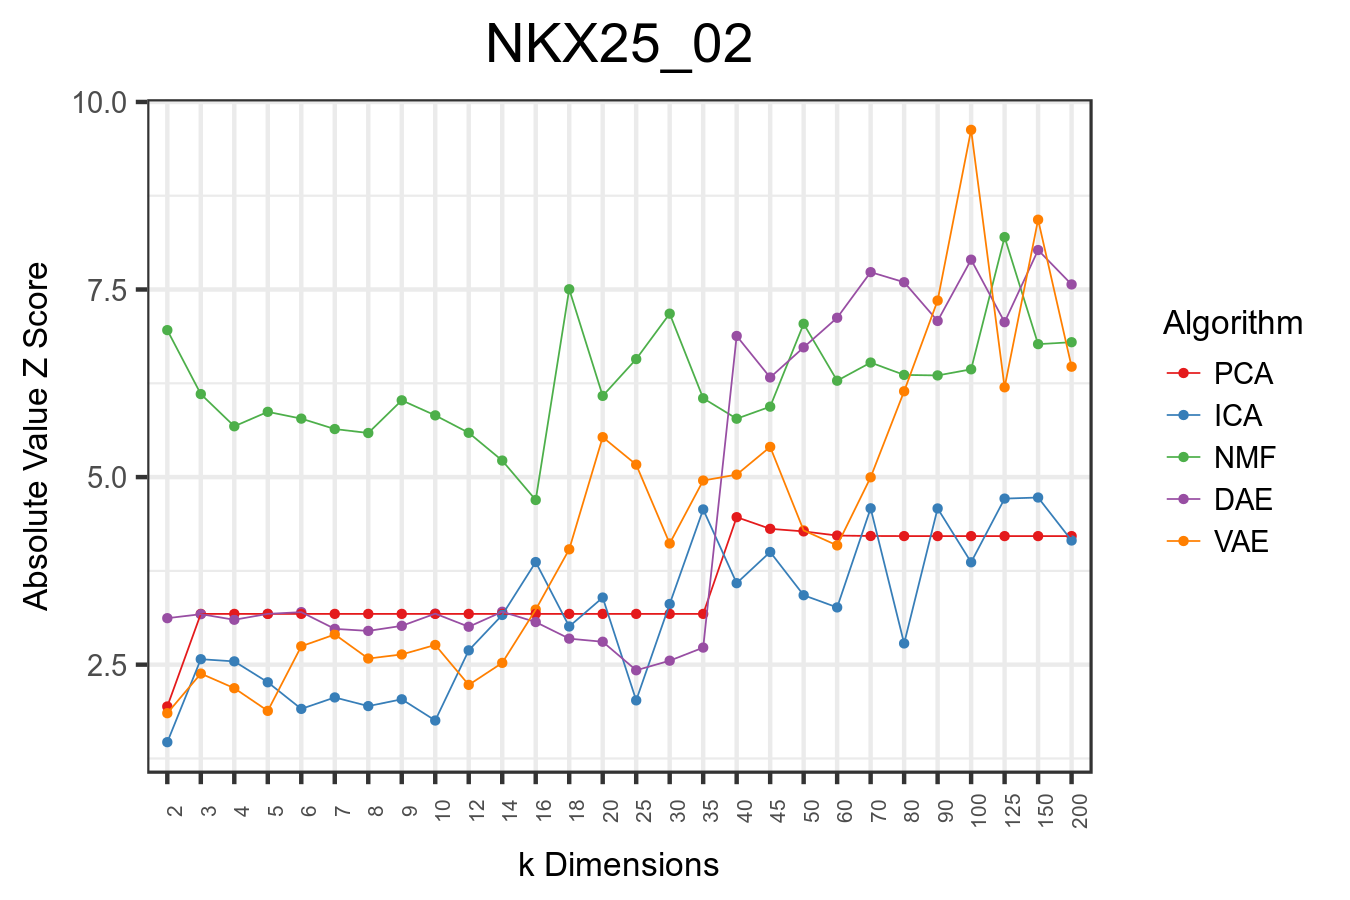 NKX25_02
10.0
7.5
5.0
2.5
Absolute Value Z Score
2 3 4 5 6 7 8 9 10 12 14 16 18 20 25 30 35 40 45 50 60 70 80 90 100 125 150 200
k Dimensions
Algorithm
PCA
ICA
NMF
DAE
VAE